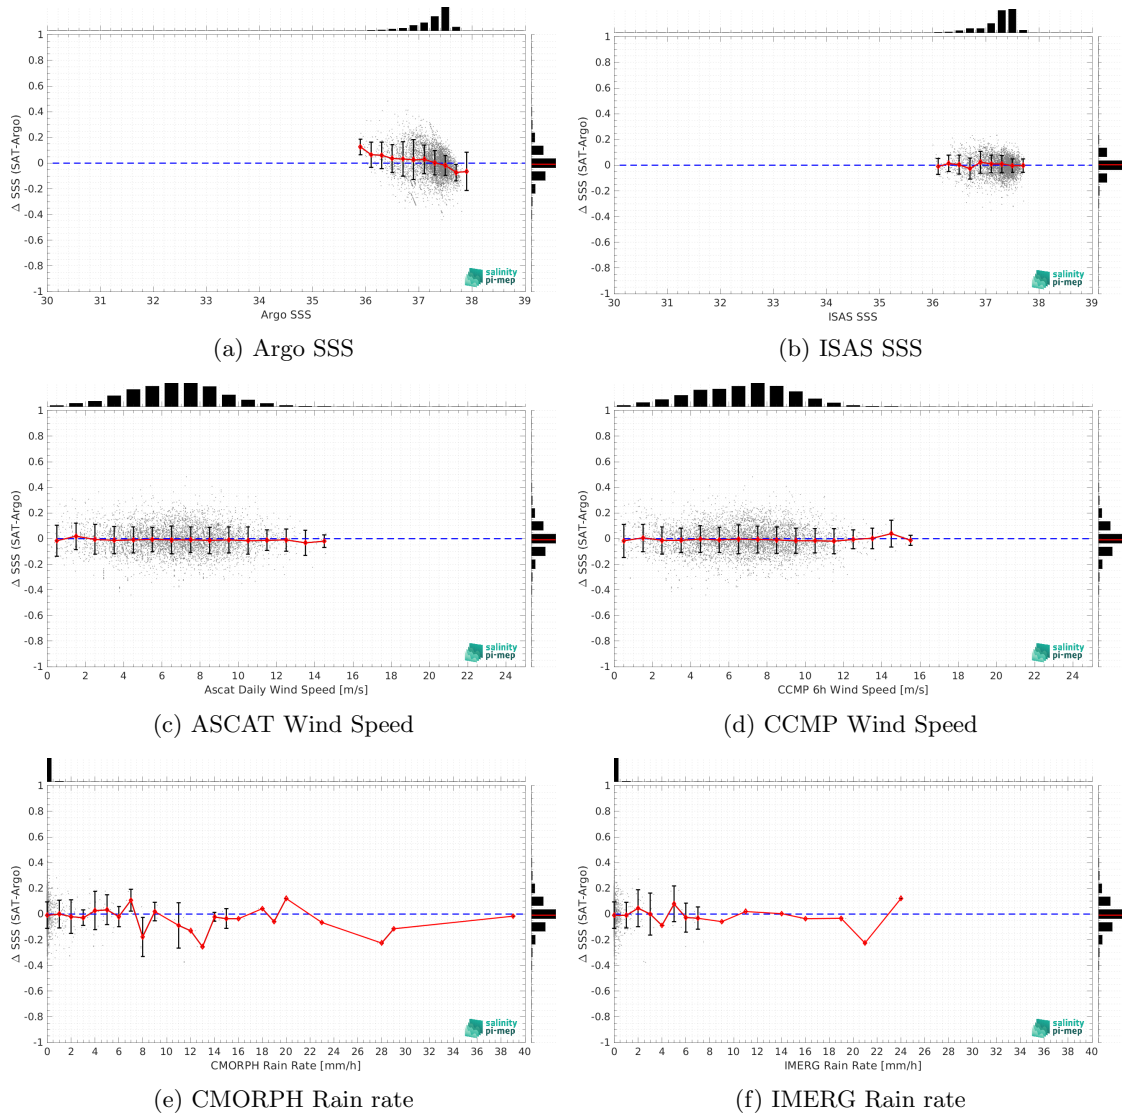 1
0.8
0.6
0.4
0.2
0
-0.2
-0.4
-0.6
-0.8
-1
Δ SSS (SAT-Argo)
30 31 32 33 34 35 36 37 38 39
Argo SSS
salinity
pi-mep
(a) Argo SSS
1
0.8
0.6
0.4
0.2
0
-0.2
-0.4
-0.6
-0.8
-1
Δ SSS (SAT-Argo)
30 31 32 33 34 35 36 37 38 39
ISAS SSS
salinity
pi-mep
(b) ISAS SSS
1
0.8
0.6
0.4
0.2
0
-0.2
-0.4
-0.6
-0.8
-1
Δ SSS (SAT-Argo)
0 2 4 6 8 10 12 14 16 18 20 22 24
Ascat Daily Wind Speed [m/s]
salinity
pi-mep
(c) ASCAT Wind Speed
1
0.8
0.6
0.4
0.2
0
-0.2
-0.4
-0.6
-0.8
-1
Δ SSS (SAT-Argo)
0 2 4 6 8 10 12 14 16 18 20 22 24
CCMP 6h Wind Speed [m/s]
salinity
pi-mep
(d) CCMP Wind Speed
1
0.8
0.6
0.4
0.2
0
-0.2
-0.4
-0.6
-0.8
-1
Δ SSS (SAT-Argo)
0 2 4 6 8 10 12 14 16 18 20 22 24 26 28 30 32 34 36 38 40
CMORPH Rain Rate [mm/h]
salinity
pi-mep
(e) CMORPH Rain rate
1
0.8
0.6
0.4
0.2
0
-0.2
-0.4
-0.6
-0.8
-1
Δ SSS (SAT-Argo)
0 2 4 6 8 10 12 14 16 18 20 22 24 26 28 30 32 34 36 38 40
IMERG Rain Rate [mm/h]
salinity
pi-mep
(f) IMERG Rain rate